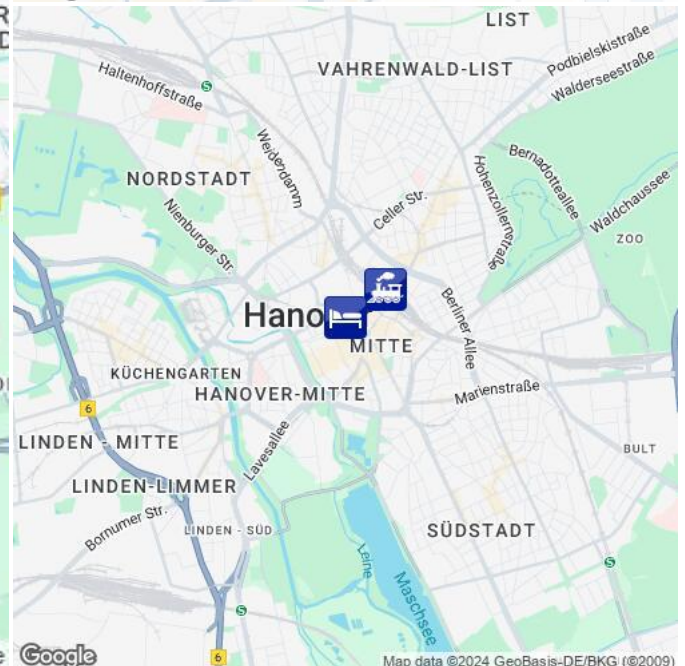 LIST
Podbielskistraße
VAHRENWALD-LIST
Walderseestraße
Haltenhoffstraße
S
Weidendamm
Bernadotteallee
Hohenzollernstraße
NORDSTADT
Celler Str.
Waldchaussee
Nienburger Str.
ZOO
Hano
Berliner Allee
MITTE
KÜCHENGARTEN
HANOVER-MITTE
Marienstraße
6
LINDEN - MITTE
Lavesallee
BULT
LINDEN-LIMMER
Bornumer Str.
LINDEN - SÜD
SÜDSTADT
Leine
Maschsee
S
S
6
Google
Map data ©2024 GeoBasis-DE/BKG (©2009)